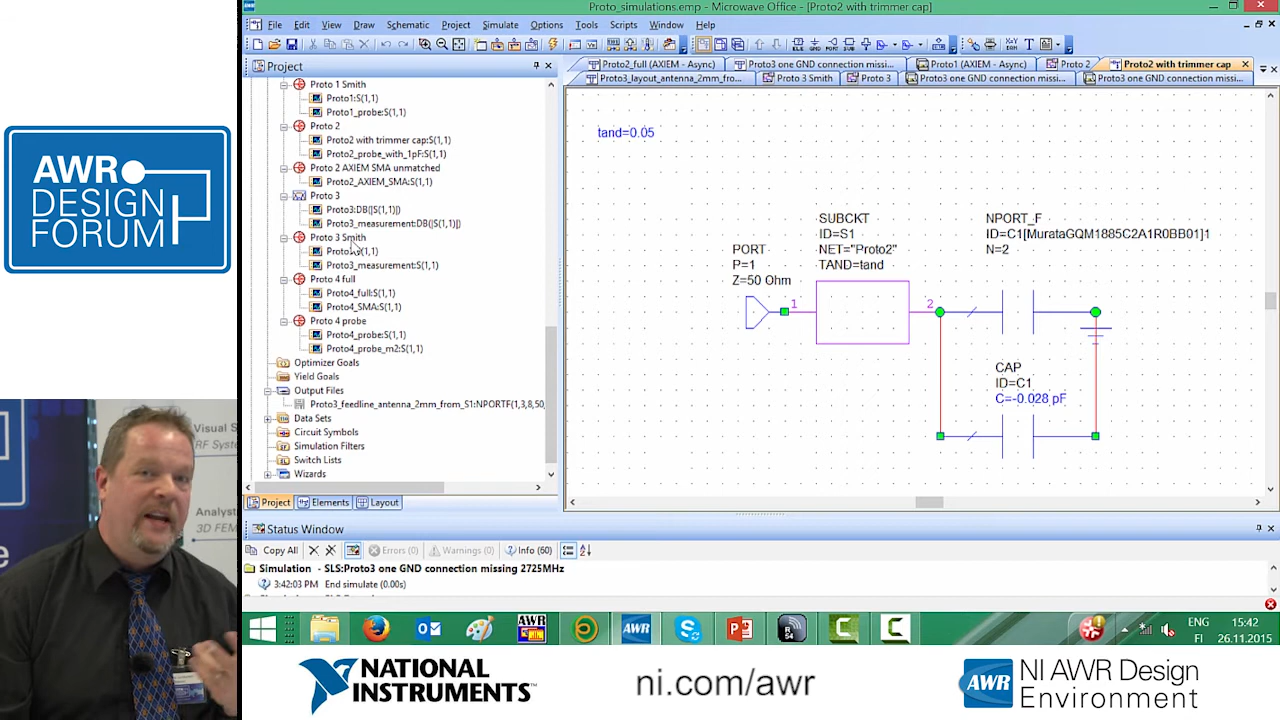 AWR
DESIGN
FORUM
Visual S
RF Syste
Analyst
3D FEM
Proto_simulations.emp - Microwave Office - [Proto2 with trimmer cap]
File Edit View Draw Schematic Project Simulate Options Tools Scripts Window Help
Project
Proto 1 Smith
Proto1:S(1,1)
Proto1_probe:S(1,1)
Proto 2
Proto2 with trimmer cap:S(1,1)
Proto2_probe_with_1pF:S(1,1)
Proto 2 AXIEM SMA unmatched
Proto2_AXIEM_SMA:S(1,1)
Proto 3
Proto3:DB(|S(1,1)|)
Proto3_measurement:DB(|S(1,1)|)
Proto 3 Smith
Proto3_measurement:S(1,1)
Proto 4 full
Proto4_full:S(1,1)
Proto4_SMA:S(1,1)
Proto 4 probe
Proto4_probe:S(1,1)
Proto4_probe_m2:S(1,1)
Optimizer Goals
Yield Goals
Output Files
Proto3_feedline_antenna_2mm_from_S1:NPORTF(1,3,8,50,
Data Sets
Circuit Symbols
Simulation Filters
Switch Lists
Wizards
Project Elements Layout
Proto2_full (AXIEM - Async) Proto3 one GND connection missi... Proto1 (AXIEM - Async) Proto 2 Proto2 with trimmer cap
Proto3_layout_antenna_2mm_fro... Proto 3 Smith Proto 3 Proto3 one GND connection missi... Proto3 one GND connection missi...
tand=0.05
PORT
P=1
Z=50 Ohm
1
SUBCKT
ID=S1
NET="Proto2"
TAND=tand
2
NPORT_F
ID=C1[MurataGQM1885C2A1R0BB01]1
N=2
CAP
ID=C1
C=-0.028 pF
Status Window
Copy All Errors (0) Warnings (0) Info (60)
Simulation - SLS:Proto3 one GND connection missing 2725MHz
3:42:03 PM End simulate (0.00s)
AWR
ENG
FI
15:42
26.11.2015
NATIONAL
INSTRUMENTS™
ni.com/awr
AWR
NI AWR Design
Environment™